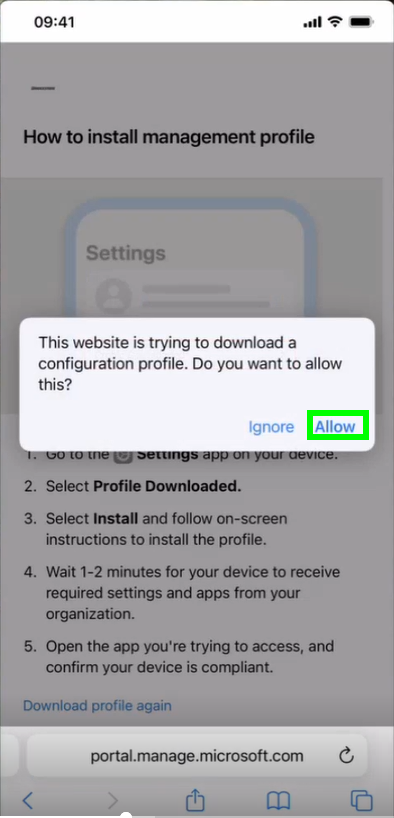 09:41
How to install management profile
Settings
This website is trying to download a
configuration profile. Do you want to allow
this?
Ignore
Allow
1. Go to the Settings app on your device.
2. Select Profile Downloaded.
3. Select Install and follow on-screen
instructions to install the profile.
4. Wait 1-2 minutes for your device to receive
required settings and apps from your
organization.
5. Open the app you're trying to access, and
confirm your device is compliant.
Download profile again
portal.manage.microsoft.com